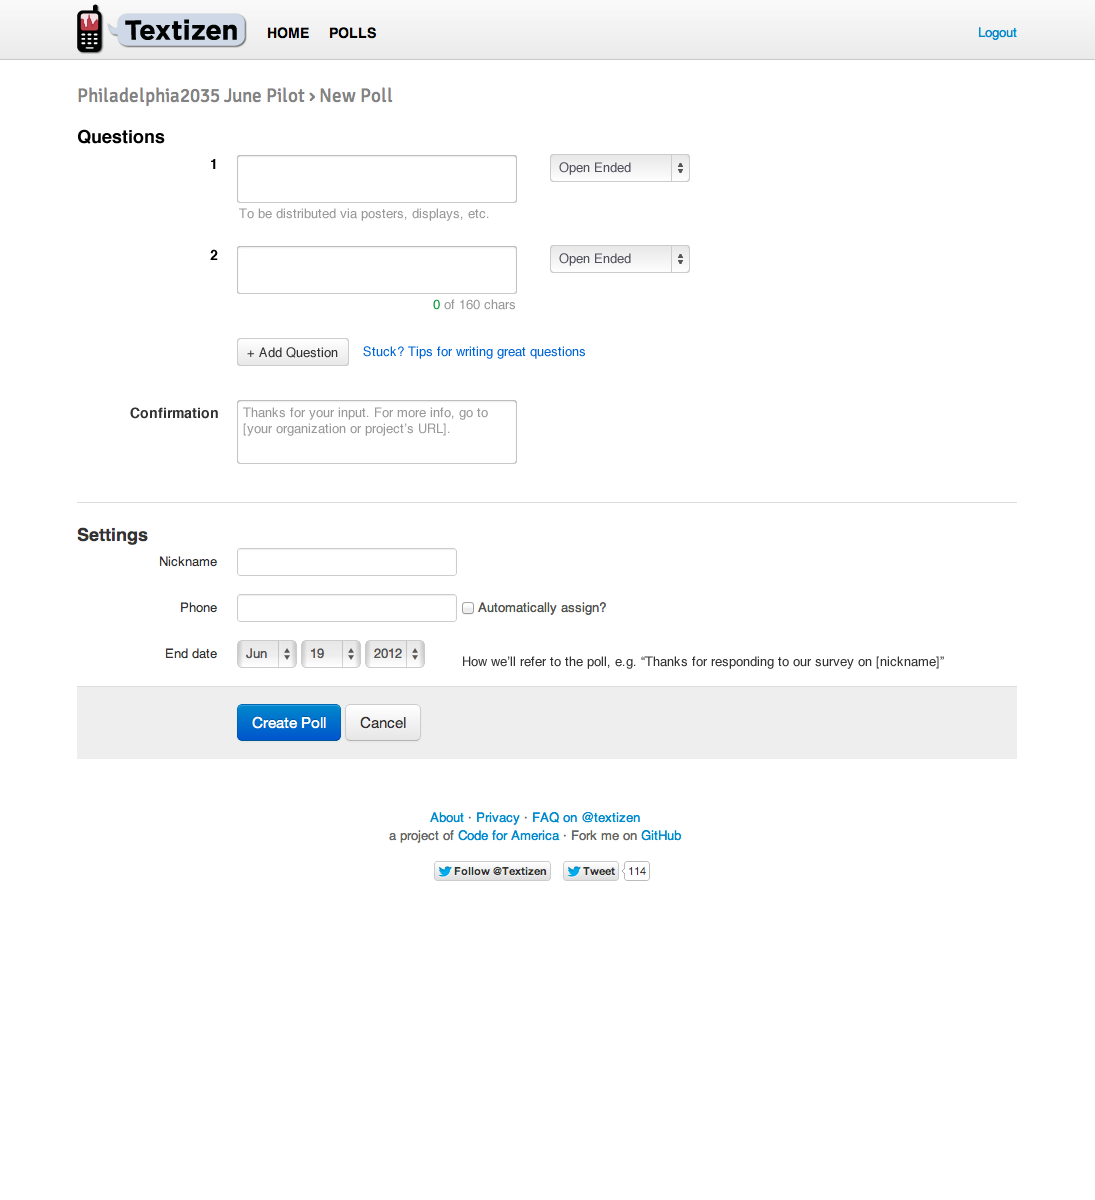 Textizen HOME POLLS Logout
Philadelphia2035 June Pilot › New Poll
Questions
1 Open Ended
To be distributed via posters, displays, etc.
2 Open Ended
0 of 160 chars
+ Add Question Stuck? Tips for writing great questions
Confirmation Thanks for your input. For more info, go to
[your organization or project's URL].
Settings
Nickname
Phone Automatically assign?
End date Jun 19 2012 How we'll refer to the poll, e.g. “Thanks for responding to our survey on [nickname]”
Create Poll Cancel
About · Privacy · FAQ on @textizen
a project of Code for America · Fork me on GitHub
Follow @Textizen Tweet 114